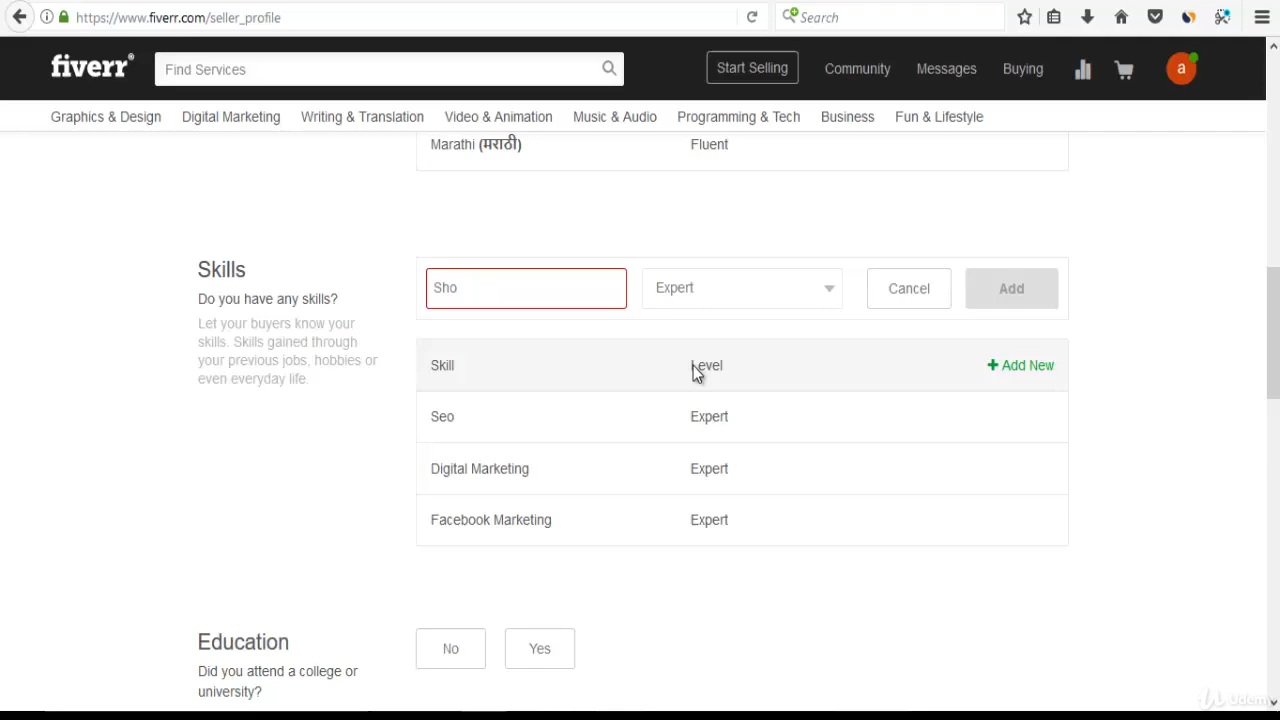 https://www.fiverr.com/seller_profile
Search
fiverr®
Find Services
Start Selling
Community
Messages
Buying
a
Graphics & Design
Digital Marketing
Writing & Translation
Video & Animation
Music & Audio
Programming & Tech
Business
Fun & Lifestyle
Marathi (मराठी)
Fluent
Skills
Do you have any skills?
Let your buyers know your
skills. Skills gained through
your previous jobs, hobbies or
even everyday life.
Sho
Expert
Cancel
Add
Skill
Level
+ Add New
Seo
Expert
Digital Marketing
Expert
Facebook Marketing
Expert
Education
Did you attend a college or
university?
No
Yes
Udemy